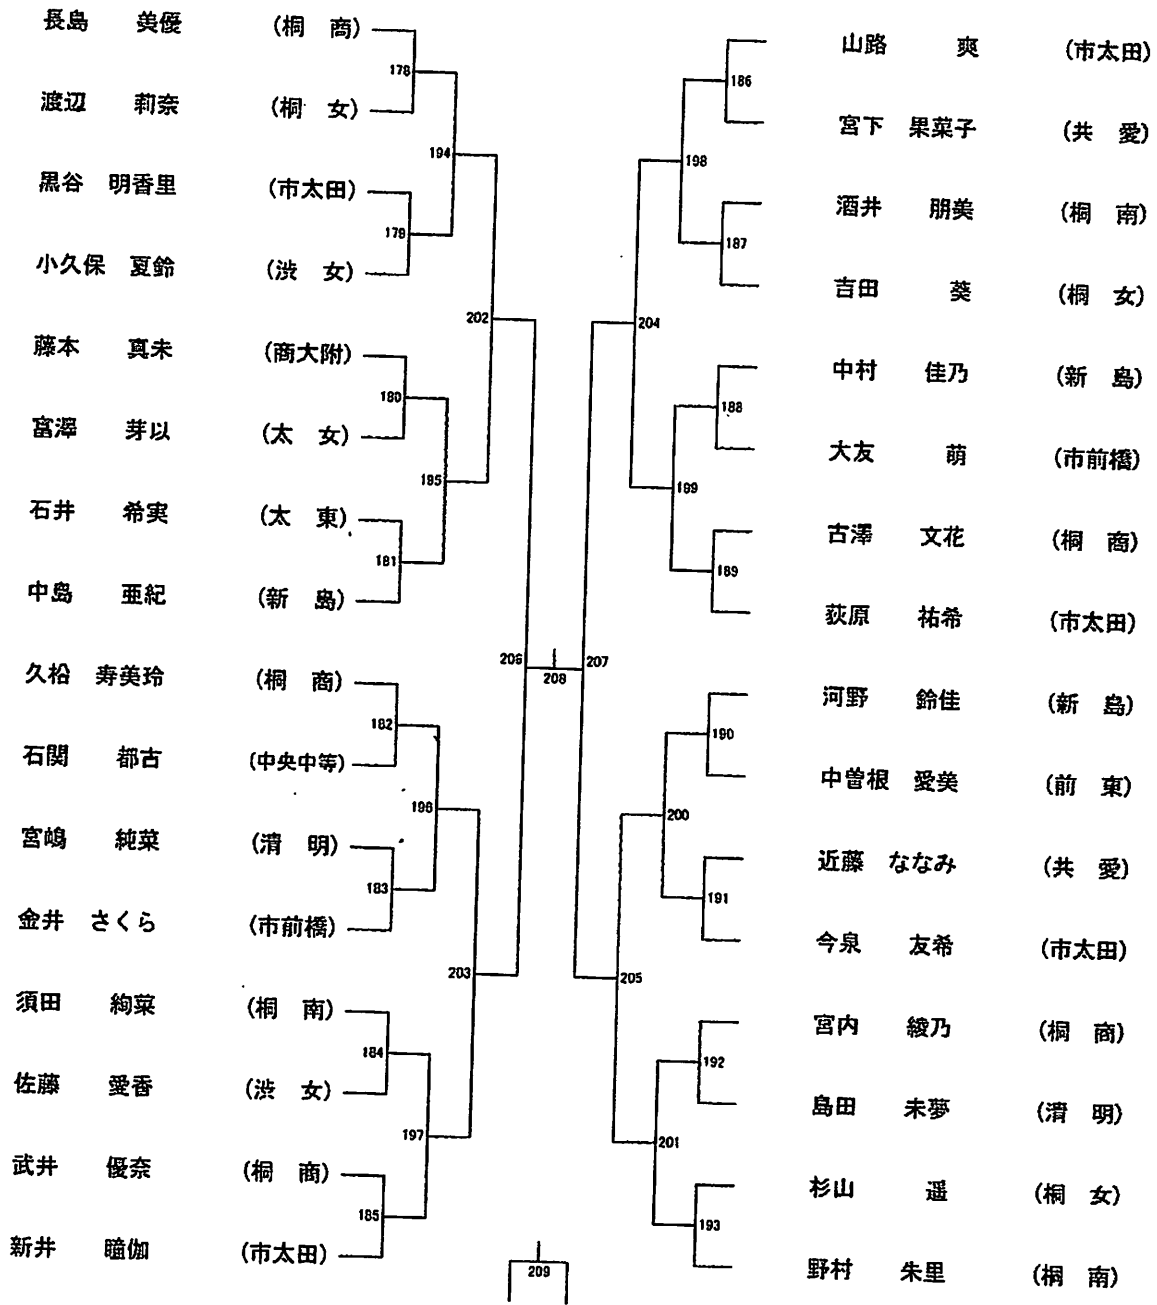 長島 美優 (桐 商)
178
渡辺 莉奈 (桐 女)
194
黒谷 明香里 (市太田)
179
小久保 夏鈴 (渋 女)
202
藤本 真未 (商大附)
180
富澤 芽以 (太 女)
195
石井 希実 (太 東)
181
中島 亜紀 (新 島)
206
久松 寿美玲 (桐 商)
182
石関 都古 (中央中等)
196
宮嶋 純菜 (清 明)
183
金井 さくら (市前橋)
203
須田 絢菜 (桐 南)
184
佐藤 愛香 (渋 女)
197
武井 優奈 (桐 商)
185
新井 瞳伽 (市太田)
208
209
山路 爽 (市太田)
186
宮下 果菜子 (共 愛)
198
酒井 朋美 (桐 南)
187
吉田 葵 (桐 女)
204
中村 佳乃 (新 島)
188
大友 萌 (市前橋)
199
古澤 文花 (桐 商)
189
荻原 祐希 (市太田)
207
河野 鈴佳 (新 島)
190
中曽根 愛美 (前 東)
200
近藤 ななみ (共 愛)
191
今泉 友希 (市太田)
205
宮内 綾乃 (桐 商)
192
島田 未夢 (清 明)
201
杉山 遥 (桐 女)
193
野村 朱里 (桐 南)